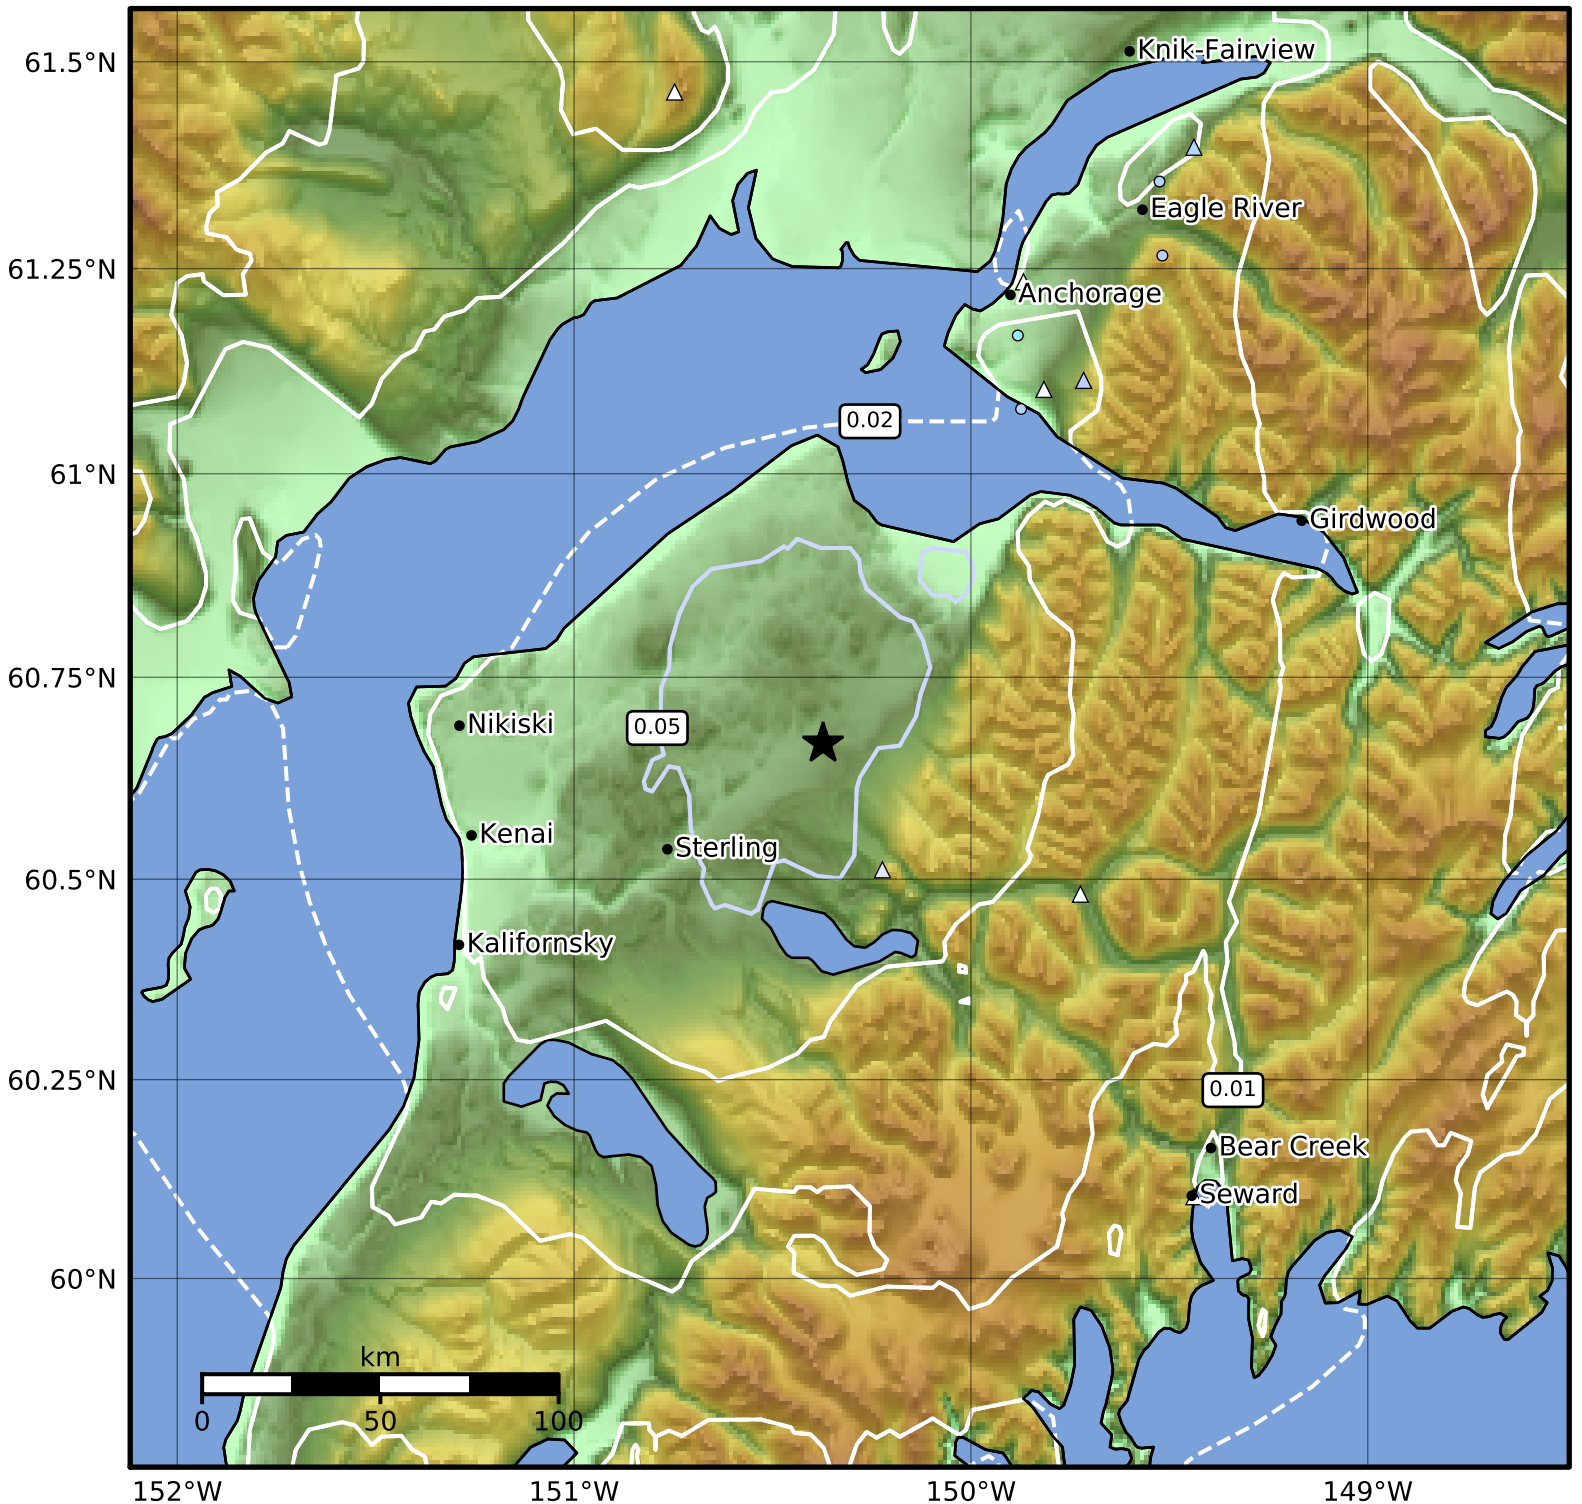 61.5°N
Knik-Fairview
Eagle River
61.25°N
Anchorage
0.02
61°N
Girdwood
60.75°N
Nikiski
0.05
Kenai
Sterling
60.5°N
Kalifornsky
60.25°N
0.01
Bear Creek
Seward
60°N
km
0 50 100
152°W 151°W 150°W 149°W